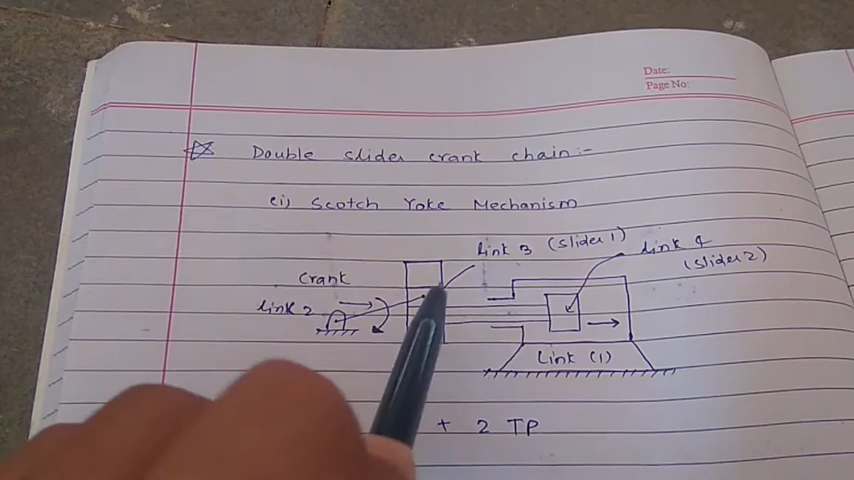 Date:
Page No:
Double slider crank chain:-
(i) Scotch Yoke Mechanism
Link 3 (Slider 1)
Link 4
(Slider 2)
Crank
Link 2
Link (1)
+ 2 TP